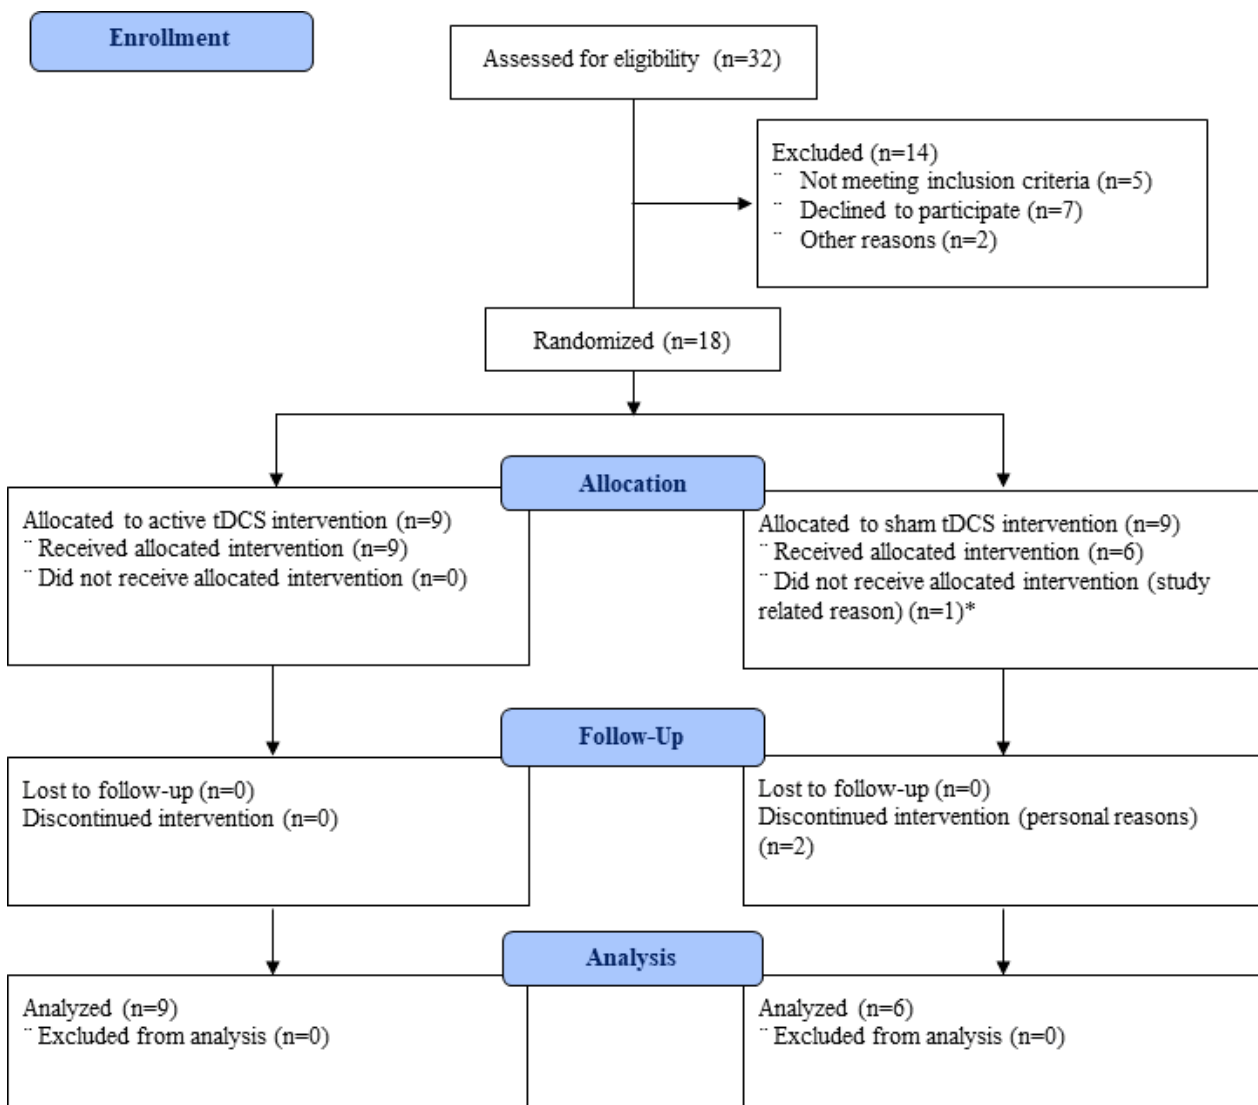 Enrollment
Assessed for eligibility (n=32)
Excluded (n=14)
¨ Not meeting inclusion criteria (n=5)
¨ Declined to participate (n=7)
¨ Other reasons (n=2)
Randomized (n=18)
Allocation
Allocated to active tDCS intervention (n=9)
¨ Received allocated intervention (n=9)
¨ Did not receive allocated intervention (n=0)
Allocated to sham tDCS intervention (n=9)
¨ Received allocated intervention (n=6)
¨ Did not receive allocated intervention (study
related reason) (n=1)*
Follow-Up
Lost to follow-up (n=0)
Discontinued intervention (n=0)
Lost to follow-up (n=0)
Discontinued intervention (personal reasons)
(n=2)
Analysis
Analyzed (n=9)
¨ Excluded from analysis (n=0)
Analyzed (n=6)
¨ Excluded from analysis (n=0)